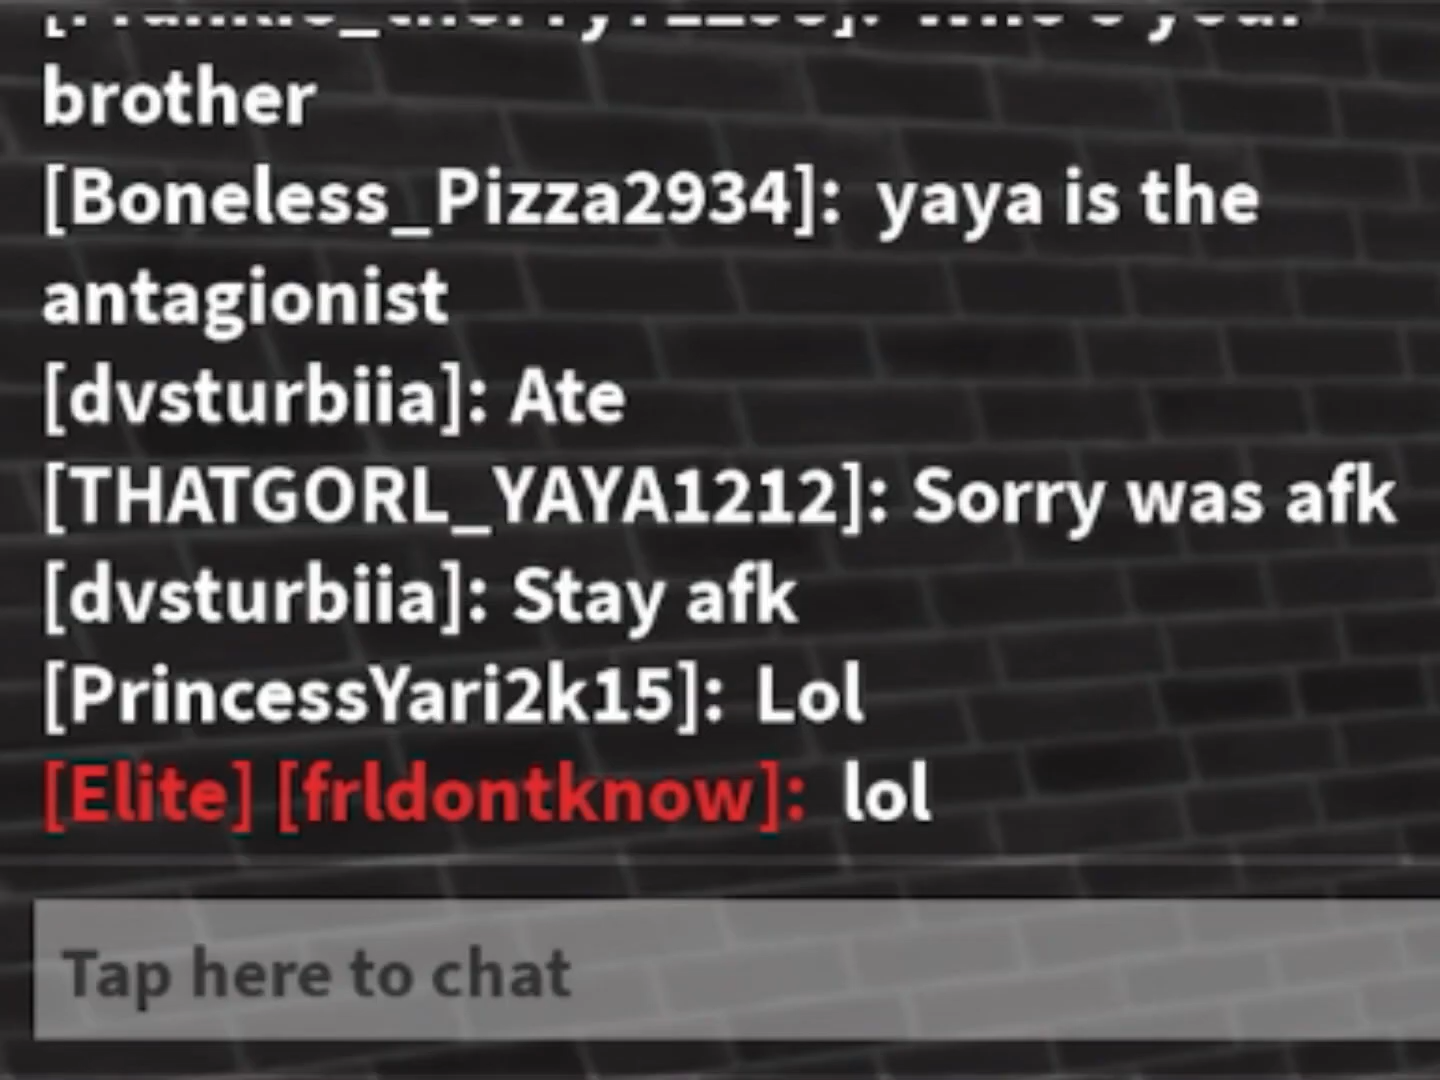 brother
[Boneless_Pizza2934]: yaya is the
antagionist
[dvsturbiia]: Ate
[THATGORL_YAYA1212]: Sorry was afk
[dvsturbiia]: Stay afk
[PrincessYari2k15]: Lol
[Elite] [frldontknow]: lol
Tap here to chat